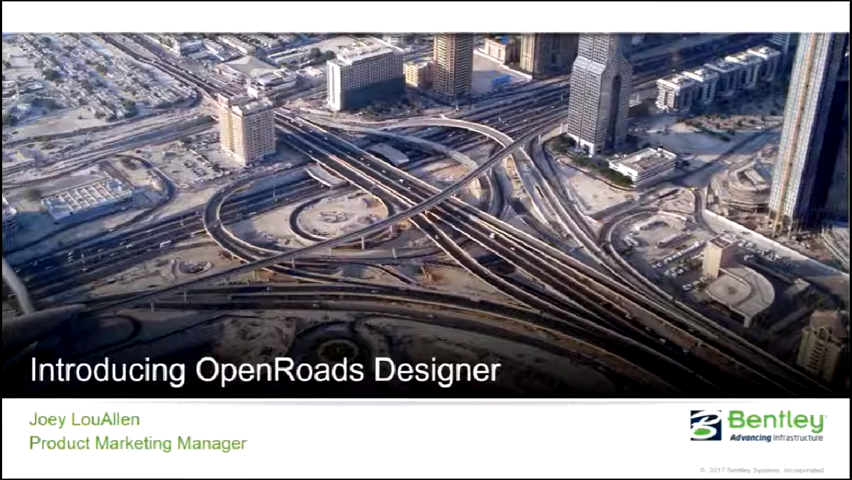 Introducing OpenRoads Designer
Joey LouAllen
Product Marketing Manager
Bentley
Advancing Infrastructure
© 2017 Bentley Systems, Incorporated